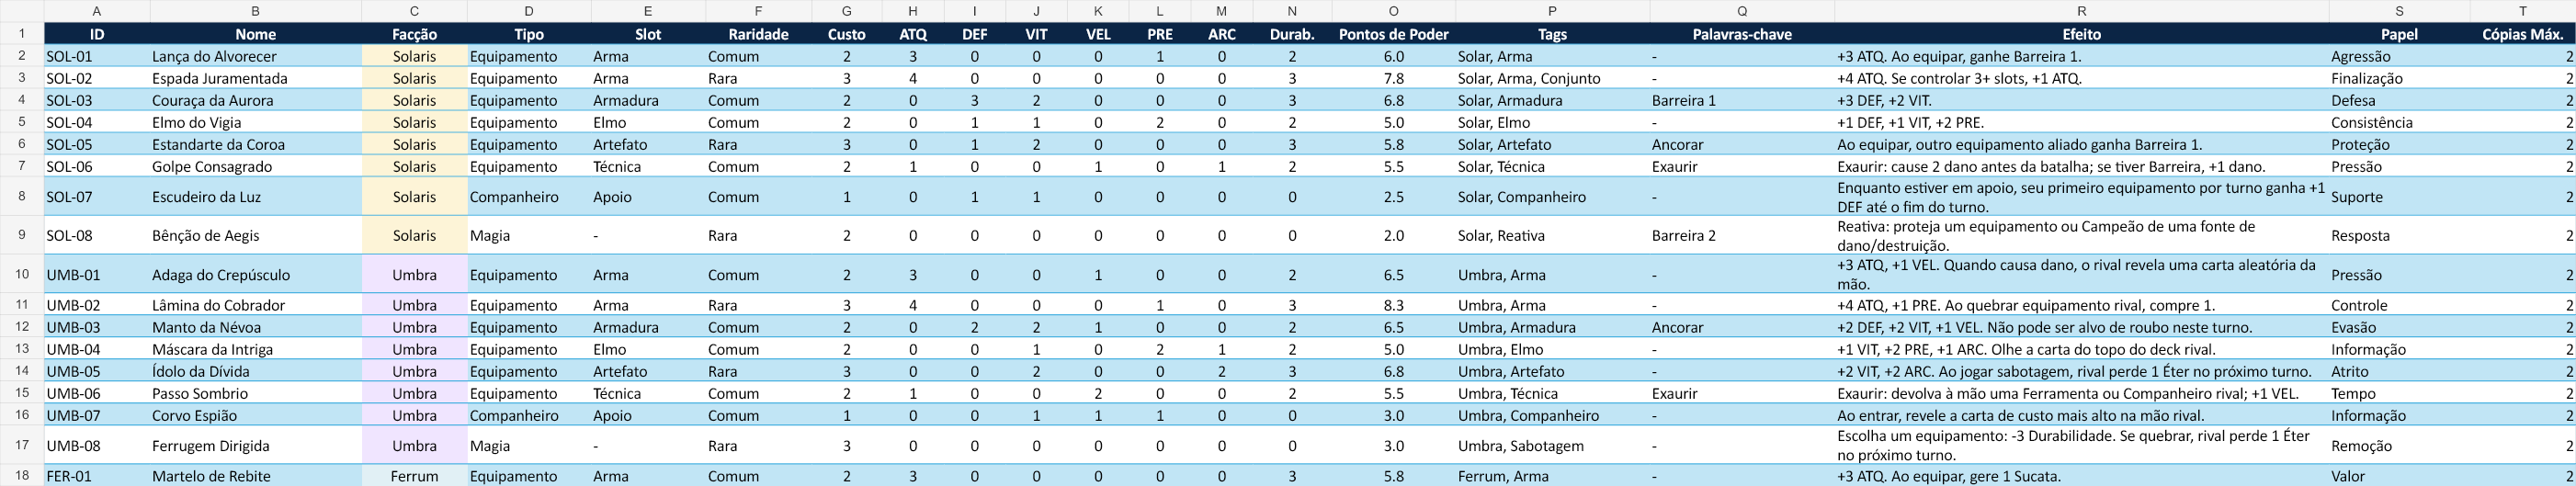 A B C D E F G H I J K L M N O P Q R S T
1 ID Nome Facção Tipo Slot Raridade Custo ATQ DEF VIT VEL PRE ARC Durab. Pontos de Poder Tags Palavras-chave Efeito Papel Cópias Máx.
2 SOL-01 Lança do Alvorecer Solaris Equipamento Arma Comum 2 3 0 0 0 1 0 2 6.0 Solar, Arma - +3 ATQ. Ao equipar, ganhe Barreira 1. Agressão 2
3 SOL-02 Espada Juramentada Solaris Equipamento Arma Rara 3 4 0 0 0 0 0 3 7.8 Solar, Arma, Conjunto - +4 ATQ. Se controlar 3+ slots, +1 ATQ. Finalização 2
4 SOL-03 Couraça da Aurora Solaris Equipamento Armadura Comum 2 0 3 2 0 0 0 3 6.8 Solar, Armadura Barreira 1 +3 DEF, +2 VIT. Defesa 2
5 SOL-04 Elmo do Vigia Solaris Equipamento Elmo Comum 2 0 1 1 0 2 0 2 5.0 Solar, Elmo - +1 DEF, +1 VIT, +2 PRE. Consistência 2
6 SOL-05 Estandarte da Coroa Solaris Equipamento Artefato Rara 3 0 1 2 0 0 0 3 5.8 Solar, Artefato Ancorar Ao equipar, outro equipamento aliado ganha Barreira 1. Proteção 2
7 SOL-06 Golpe Consagrado Solaris Equipamento Técnica Comum 2 1 0 0 1 0 1 2 5.5 Solar, Técnica Exaurir Exaurir: cause 2 dano antes da batalha; se tiver Barreira, +1 dano. Pressão 2
8 SOL-07 Escudeiro da Luz Solaris Companheiro Apoio Comum 1 0 1 1 0 0 0 0 2.5 Solar, Companheiro - Enquanto estiver em apoio, seu primeiro equipamento por turno ganha +1
DEF até o fim do turno. Suporte 2
9 SOL-08 Bênção de Aegis Solaris Magia - Rara 2 0 0 0 0 0 0 0 2.0 Solar, Reativa Barreira 2 Reativa: proteja um equipamento ou Campeão de uma fonte de
dano/destruição. Resposta 2
10 UMB-01 Adaga do Crepúsculo Umbra Equipamento Arma Comum 2 3 0 0 1 0 0 2 6.5 Umbra, Arma - +3 ATQ, +1 VEL. Quando causa dano, o rival revela uma carta aleatória da
mão. Pressão 2
11 UMB-02 Lâmina do Cobrador Umbra Equipamento Arma Rara 3 4 0 0 0 1 0 3 8.3 Umbra, Arma - +4 ATQ, +1 PRE. Ao quebrar equipamento rival, compre 1. Controle 2
12 UMB-03 Manto da Névoa Umbra Equipamento Armadura Comum 2 0 2 2 1 0 0 2 6.5 Umbra, Armadura Ancorar +2 DEF, +2 VIT, +1 VEL. Não pode ser alvo de roubo neste turno. Evasão 2
13 UMB-04 Máscara da Intriga Umbra Equipamento Elmo Comum 2 0 0 1 0 2 1 2 5.0 Umbra, Elmo - +1 VIT, +2 PRE, +1 ARC. Olhe a carta do topo do deck rival. Informação 2
14 UMB-05 Ídolo da Dívida Umbra Equipamento Artefato Rara 3 0 0 2 0 0 2 3 6.8 Umbra, Artefato - +2 VIT, +2 ARC. Ao jogar sabotagem, rival perde 1 Éter no próximo turno. Atrito 2
15 UMB-06 Passo Sombrio Umbra Equipamento Técnica Comum 2 1 0 0 2 0 0 2 5.5 Umbra, Técnica Exaurir Exaurir: devolva à mão uma Ferramenta ou Companheiro rival; +1 VEL. Tempo 2
16 UMB-07 Corvo Espião Umbra Companheiro Apoio Comum 1 0 0 1 1 1 0 0 3.0 Umbra, Companheiro - Ao entrar, revele a carta de custo mais alto na mão rival. Informação 2
17 UMB-08 Ferrugem Dirigida Umbra Magia - Rara 3 0 0 0 0 0 0 0 3.0 Umbra, Sabotagem - Escolha um equipamento: -3 Durabilidade. Se quebrar, rival perde 1 Éter
no próximo turno. Remoção 2
18 FER-01 Martelo de Rebite Ferrum Equipamento Arma Comum 2 3 0 0 0 0 0 3 5.8 Ferrum, Arma - +3 ATQ. Ao equipar, gere 1 Sucata. Valor 2